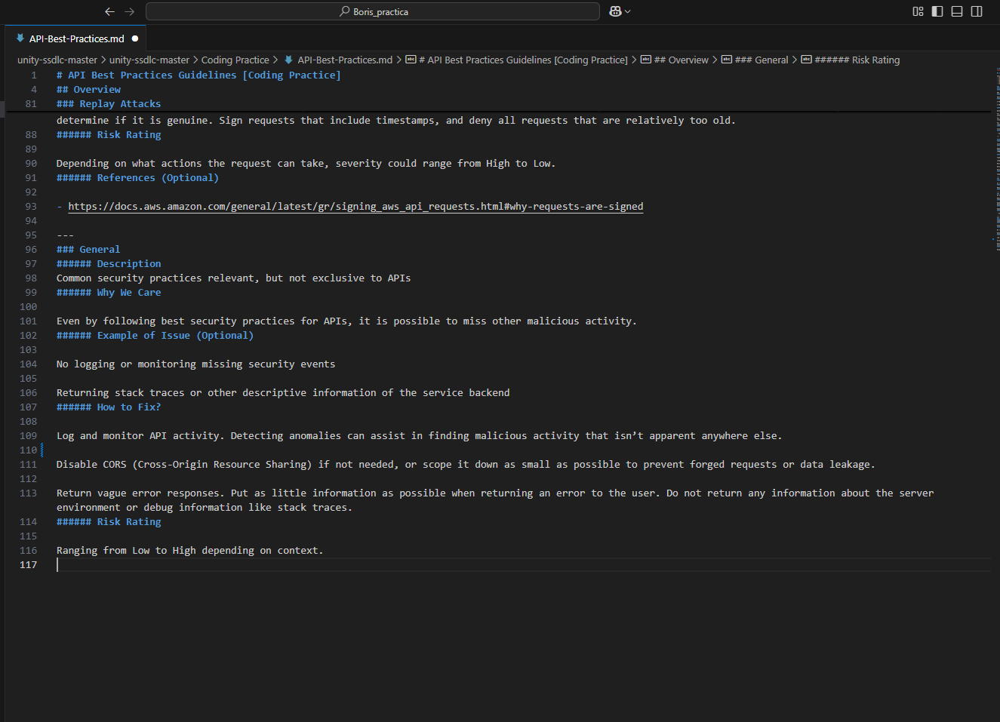 Boris_practica
API-Best-Practices.md
unity-ssdlc-master > unity-ssdlc-master > Coding Practice > API-Best-Practices.md > # API Best Practices Guidelines [Coding Practice] > ## Overview > ### General > ###### Risk Rating
1 # API Best Practices Guidelines [Coding Practice]
4 ## Overview
81 ### Replay Attacks
determine if it is genuine. Sign requests that include timestamps, and deny all requests that are relatively too old.
88 ###### Risk Rating
89
90 Depending on what actions the request can take, severity could range from High to Low.
91 ###### References (Optional)
92
93 - https://docs.aws.amazon.com/general/latest/gr/signing_aws_api_requests.html#why-requests-are-signed
94
95 ---
96 ### General
97 ###### Description
98 Common security practices relevant, but not exclusive to APIs
99 ###### Why We Care
100
101 Even by following best security practices for APIs, it is possible to miss other malicious activity.
102 ###### Example of Issue (Optional)
103
104 No logging or monitoring missing security events
105
106 Returning stack traces or other descriptive information of the service backend
107 ###### How to Fix?
108
109 Log and monitor API activity. Detecting anomalies can assist in finding malicious activity that isn’t apparent anywhere else.
110
111 Disable CORS (Cross-Origin Resource Sharing) if not needed, or scope it down as small as possible to prevent forged requests or data leakage.
112
113 Return vague error responses. Put as little information as possible when returning an error to the user. Do not return any information about the server
environment or debug information like stack traces.
114 ###### Risk Rating
115
116 Ranging from Low to High depending on context.
117